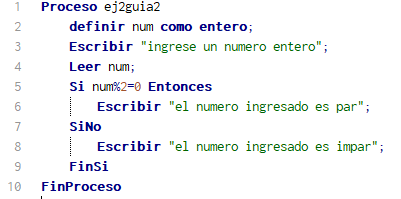 1 Proceso ej2guia2
2 definir num como entero;
3 Escribir "ingrese un numero entero";
4 Leer num;
5 Si num%2=0 Entonces
6 Escribir "el numero ingresado es par";
7 SiNo
8 Escribir "el numero ingresado es impar";
9 FinSi
10 FinProceso